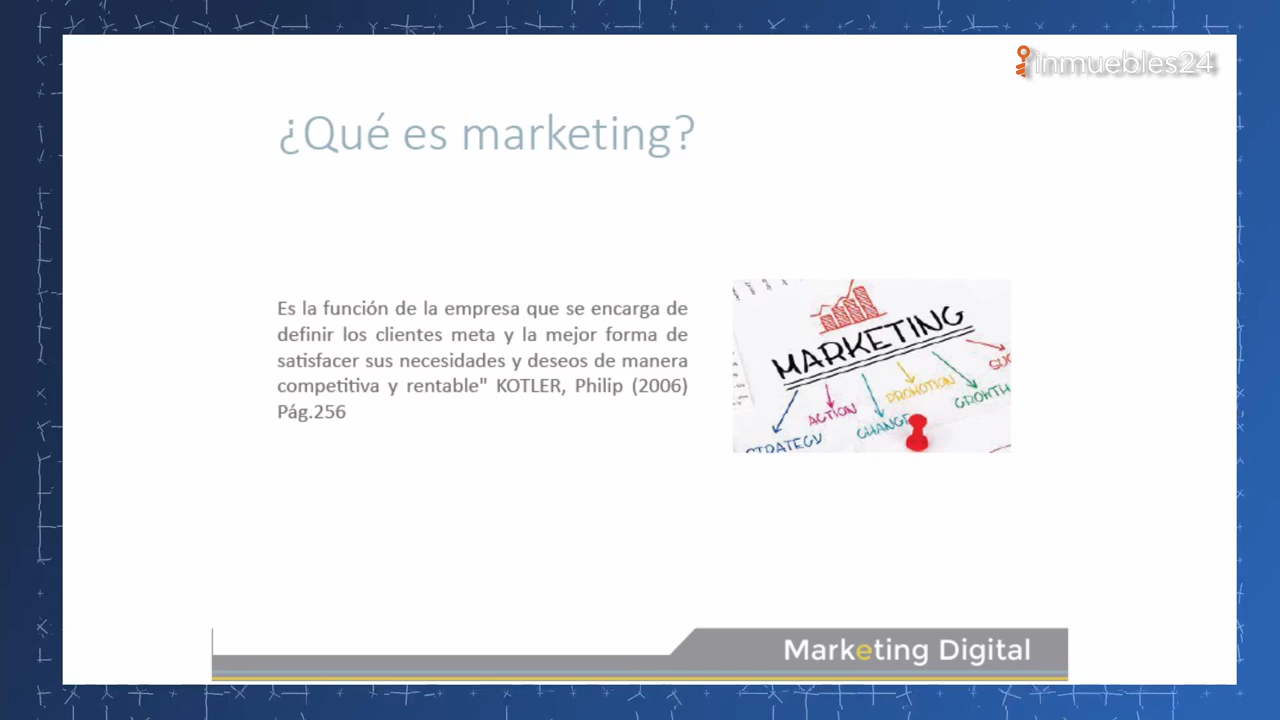 inmuebles24
¿Qué es marketing?
Es la función de la empresa que se encarga de
definir los clientes meta y la mejor forma de
satisfacer sus necesidades y deseos de manera
competitiva y rentable" KOTLER, Philip (2006)
Pág.256
MARKETING
ACTION
PROMOTION
GROWTH
CHANGE
STRATEGY
Marketing Digital